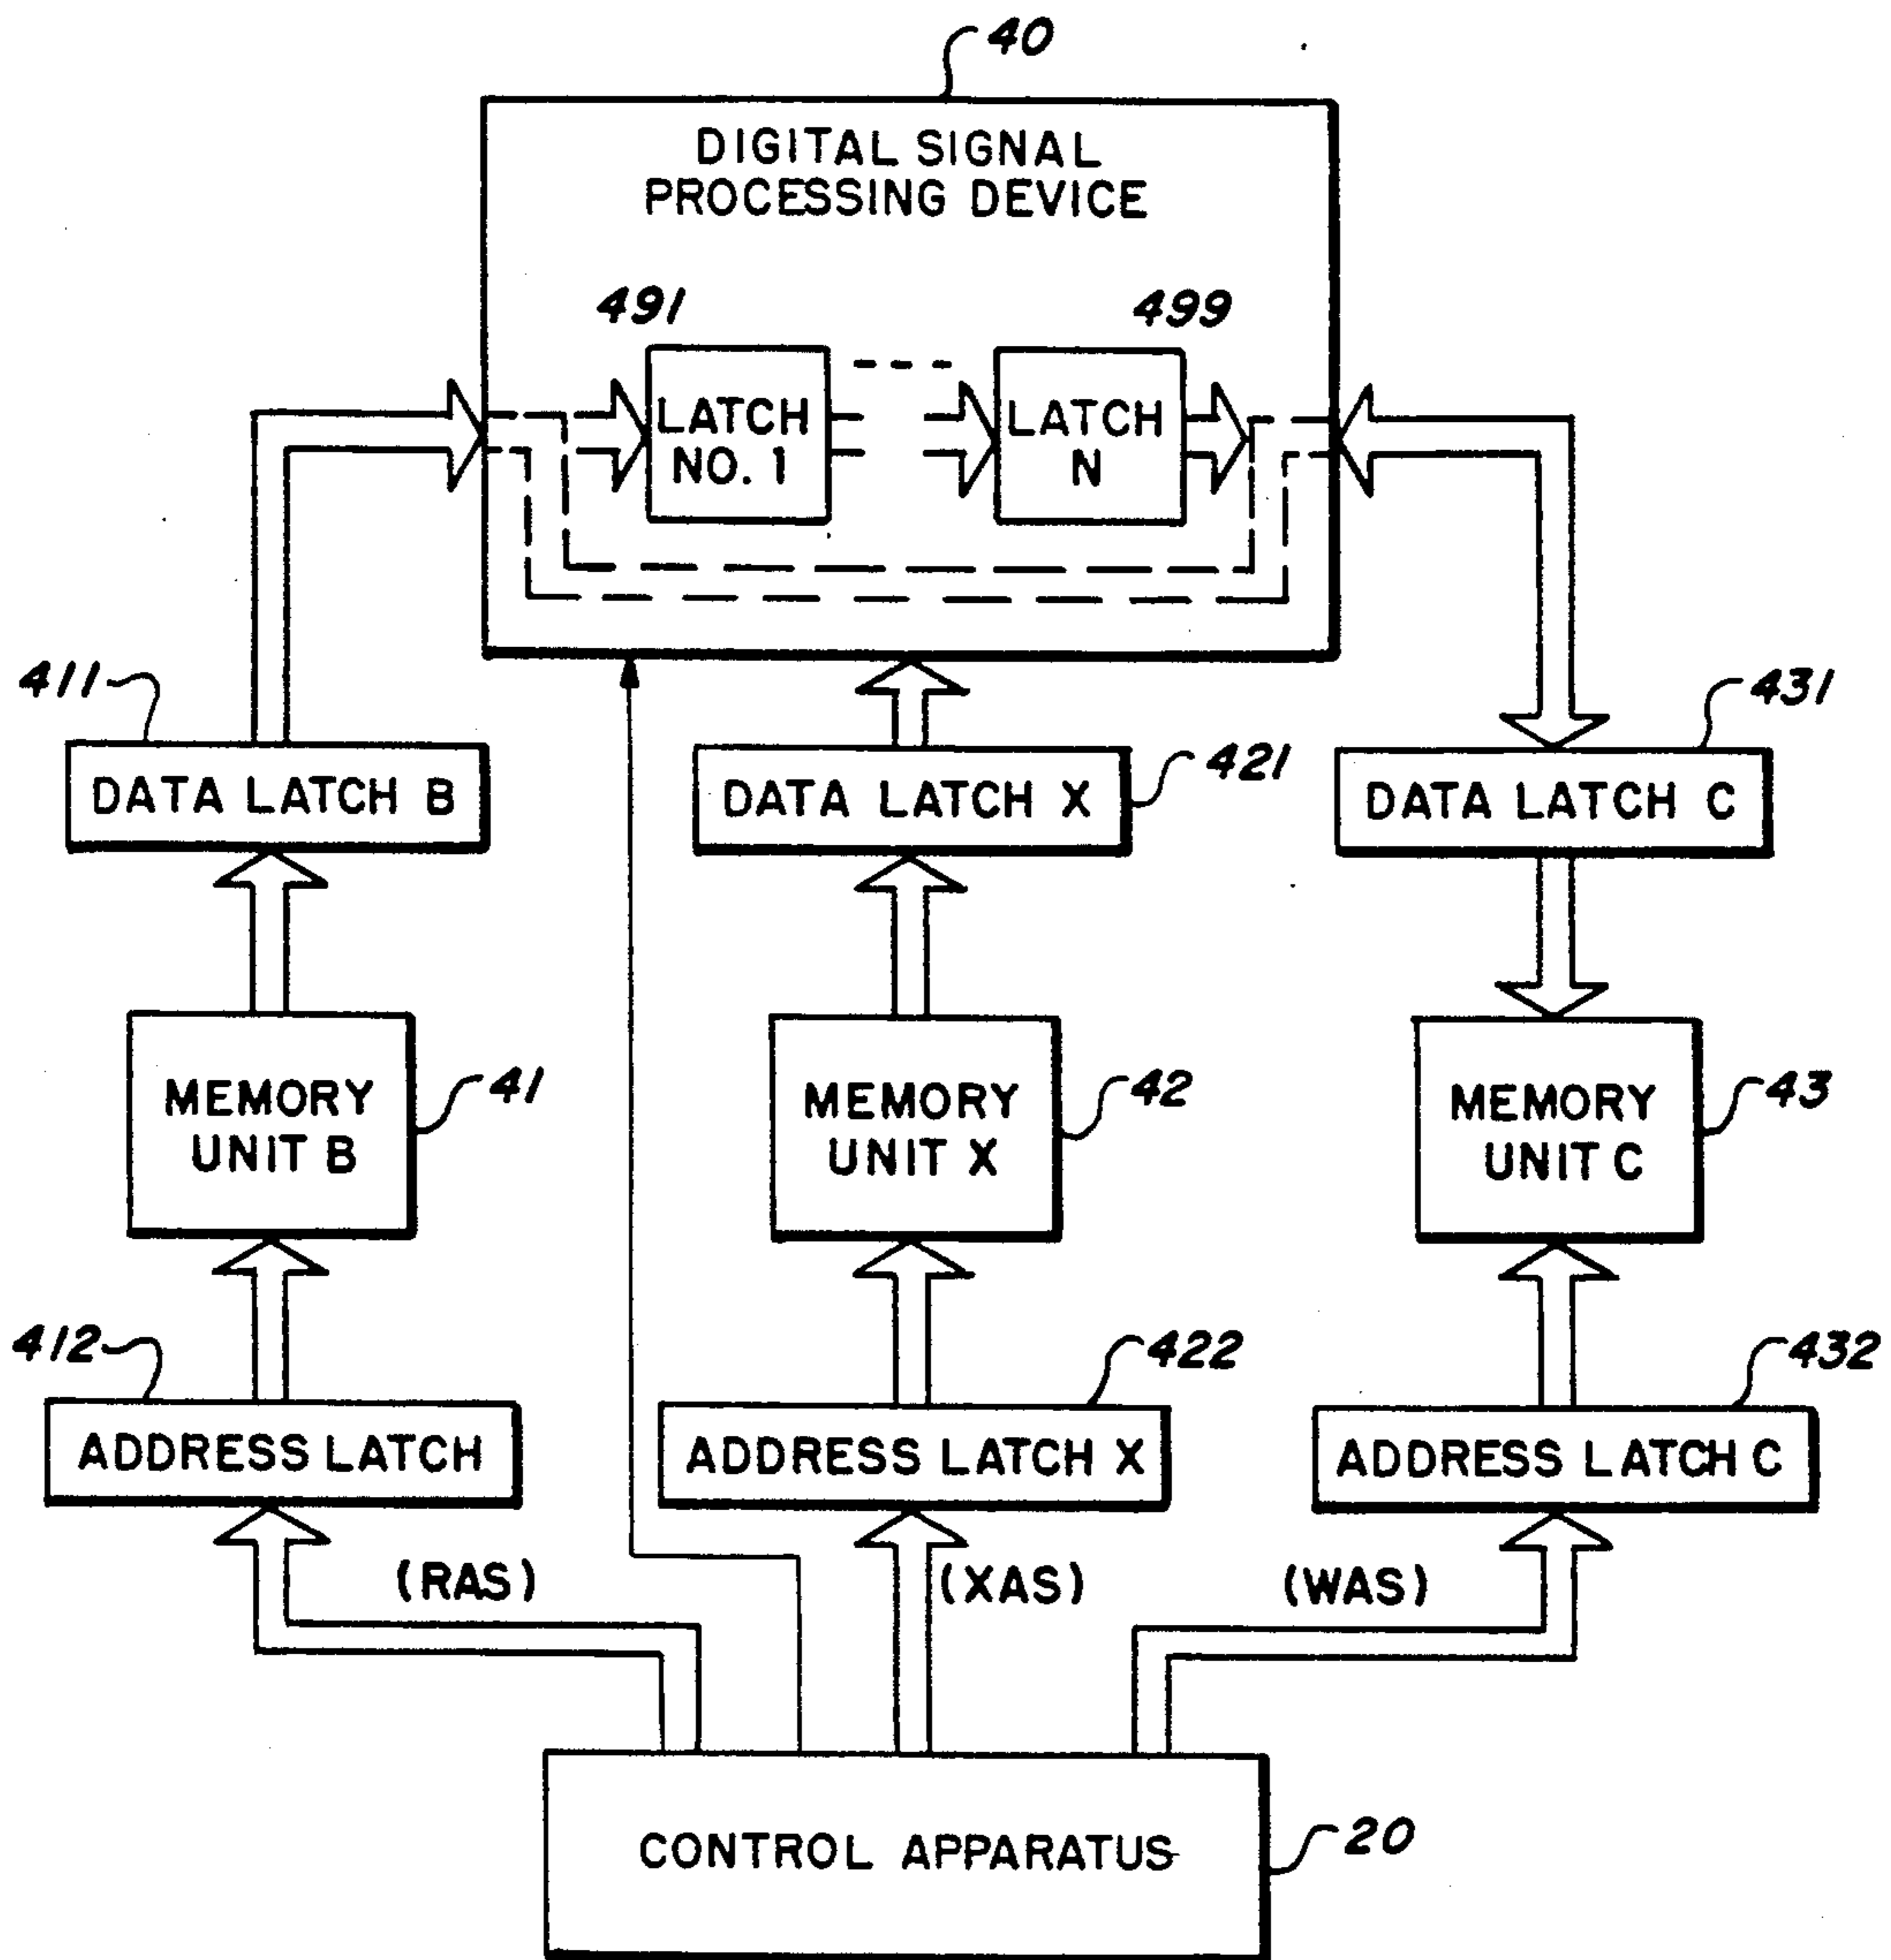 40
DIGITAL SIGNAL
PROCESSING DEVICE
491
499
LATCH
NO. 1
LATCH
N
411
421
431
DATA LATCH B
DATA LATCH X
DATA LATCH C
MEMORY
UNIT B
41
MEMORY
UNIT X
42
MEMORY
UNIT C
43
412
422
432
ADDRESS LATCH
ADDRESS LATCH X
ADDRESS LATCH C
(RAS)
(XAS)
(WAS)
CONTROL APPARATUS
20